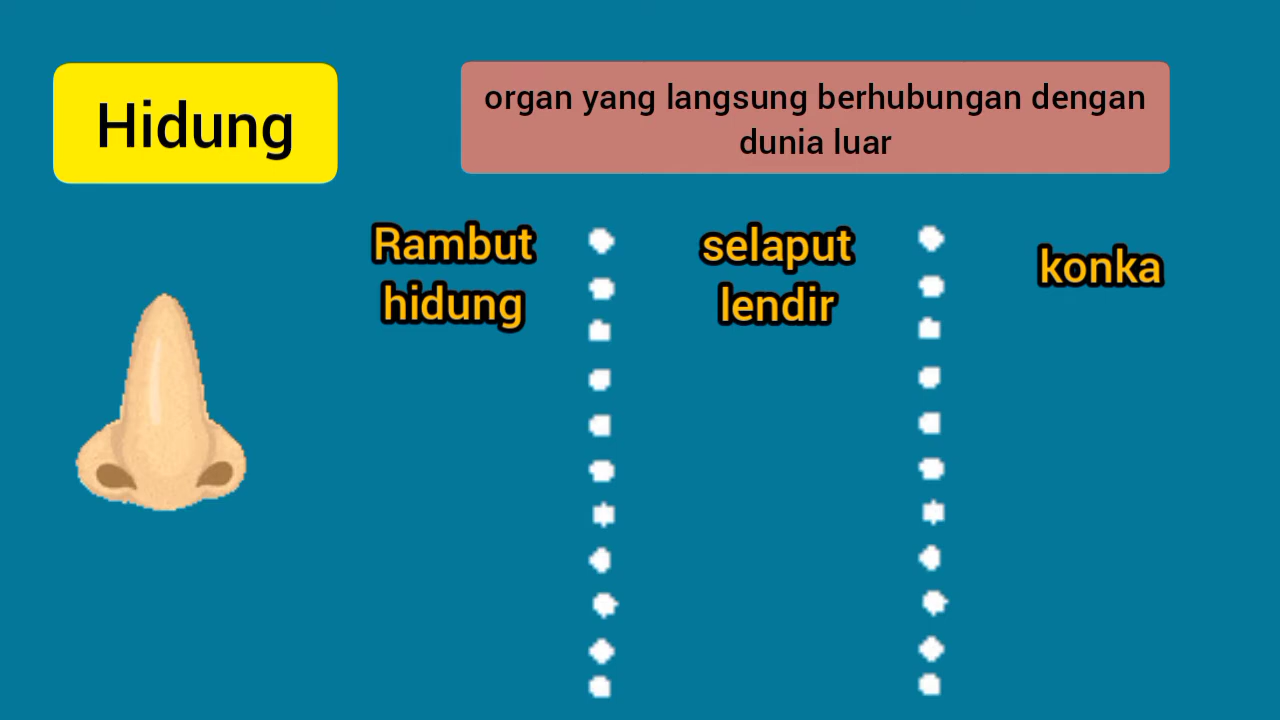 Hidung
organ yang langsung berhubungan dengan
dunia luar
Rambut
hidung
selaput
lendir
konka